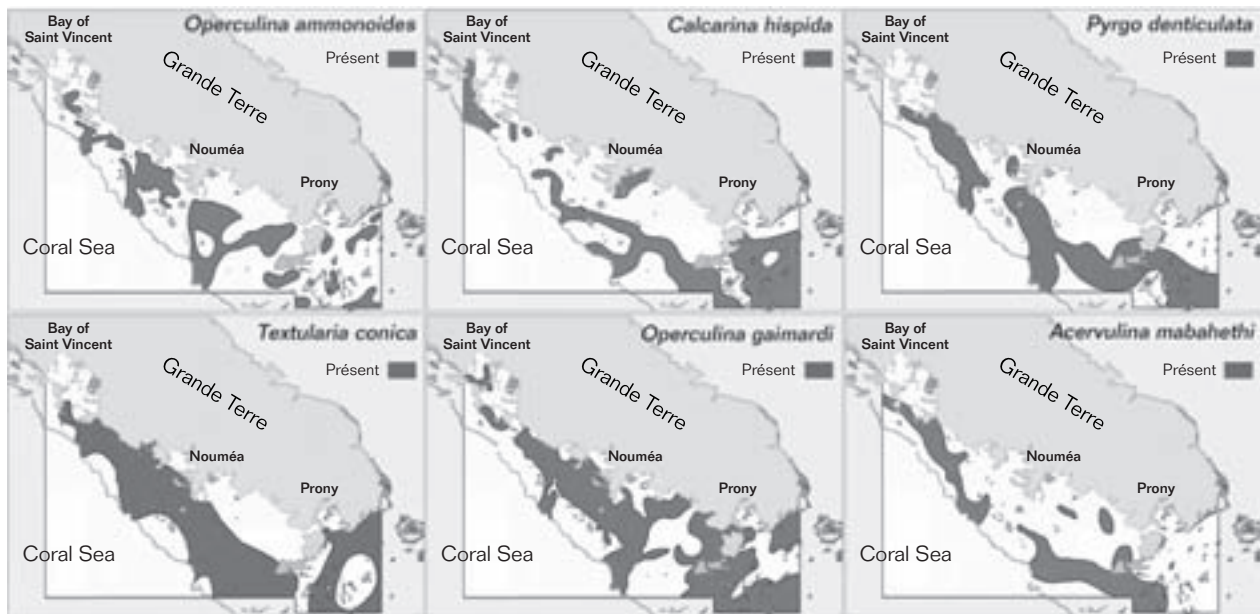 Bay of
Saint Vincent
Operculina ammonoides
Présent
Grande Terre
Nouméa
Prony
Coral Sea
Bay of
Saint Vincent
Calcarina hispida
Présent
Grande Terre
Nouméa
Prony
Coral Sea
Bay of
Saint Vincent
Pyrgo denticulata
Présent
Grande Terre
Nouméa
Prony
Coral Sea
Bay of
Saint Vincent
Textularia conica
Présent
Grande Terre
Nouméa
Prony
Coral Sea
Bay of
Saint Vincent
Operculina gaimardi
Présent
Grande Terre
Nouméa
Prony
Coral Sea
Bay of
Saint Vincent
Acervulina mabahethi
Présent
Grande Terre
Nouméa
Prony
Coral Sea